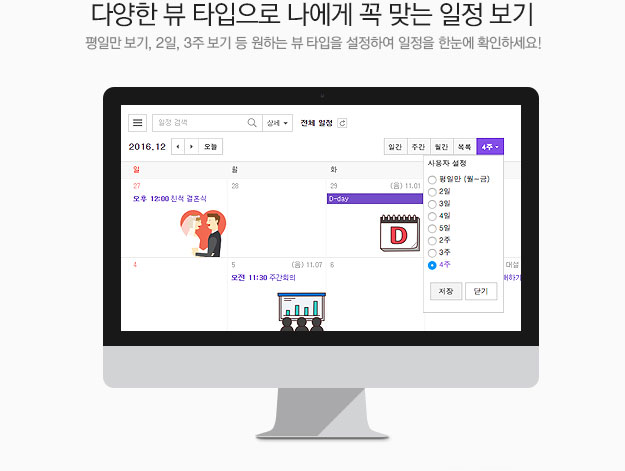 다양한 뷰 타입으로 나에게 꼭 맞는 일정 보기
평일만 보기, 2일, 3주 보기 등 원하는 뷰 타입을 설정하여 일정을 한눈에 확인하세요!
일정 검색 상세 전체 일정
2016.12 오늘 일간 주간 월간 목록 4주
사용자 설정
평일만 (월~금)
2일
3일
4일
5일
2주
3주
4주
저장 닫기
일 월 화
27 28 29 (음) 11.01
오후 12:00 친척 결혼식 D-day
D
4 5 (음) 11.07 6 대설
오전 11:30 주간회의 하기